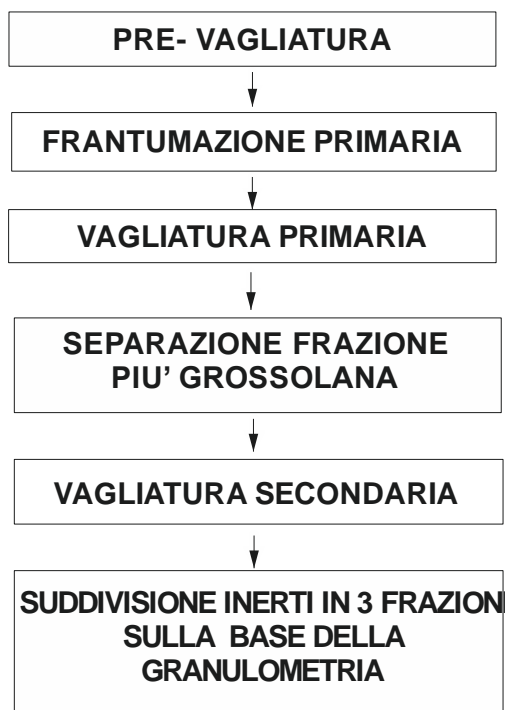 PRE- VAGLIATURA
FRANTUMAZIONE PRIMARIA
VAGLIATURA PRIMARIA
SEPARAZIONE FRAZIONE
PIU' GROSSOLANA
VAGLIATURA SECONDARIA
SUDDIVISIONE INERTI IN 3 FRAZIONI
SULLA BASE DELLA
GRANULOMETRIA